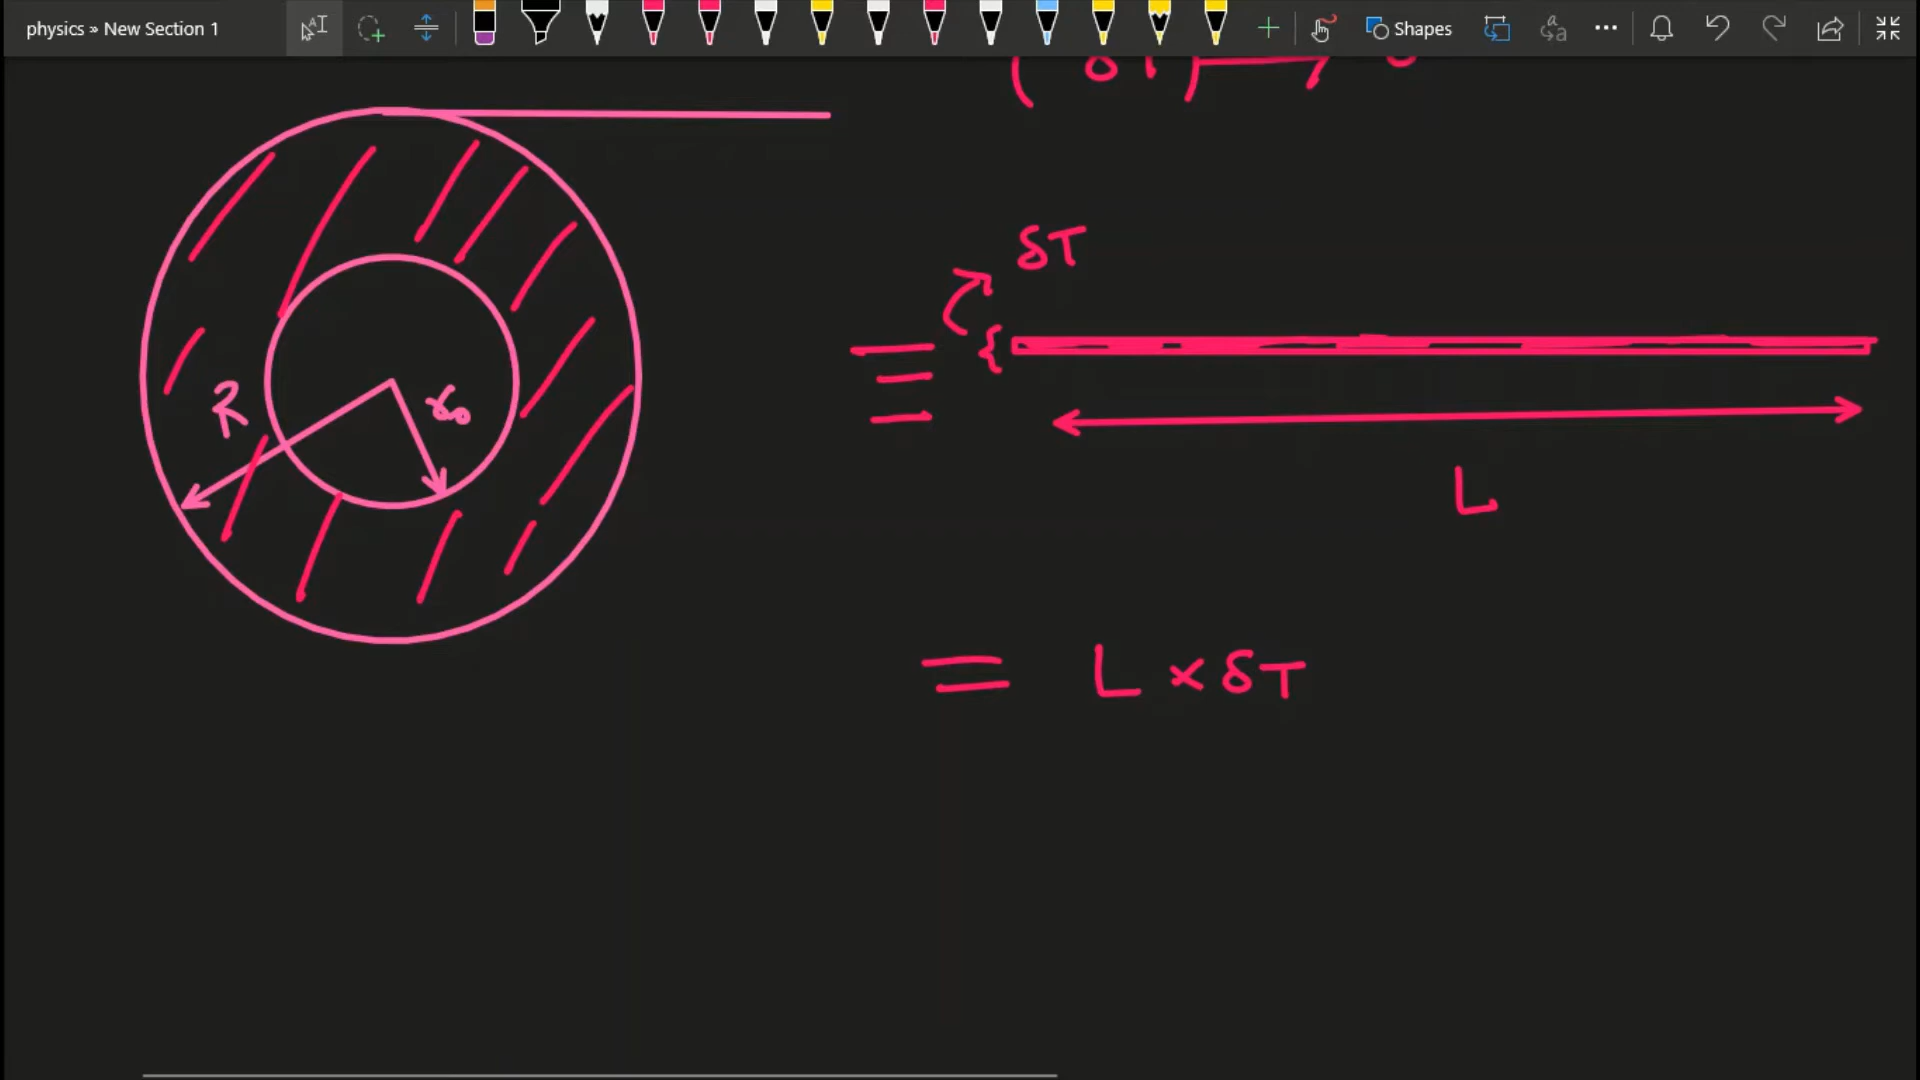 physics » New Section 1
Shapes
δT
R
r₀
L
= L × δT